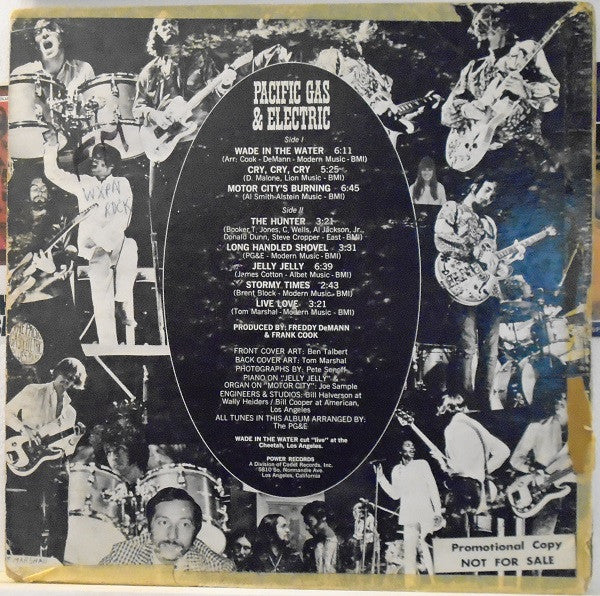 PACIFIC GAS
& ELECTRIC
Side I
WADE IN THE WATER 6:11
(Arr: Cook - DeMann - Modern Music - BMI)
CRY, CRY, CRY 5:25
(D. Malone, Lion Music - BMI)
MOTOR CITY'S BURNING 6:45
(Al Smith-Alstein Music - BMI)
Side II
THE HUNTER 3:21
(Booker T. Jones, C. Wells, Al Jackson, Jr.,
Donald Dunn, Steve Cropper - East - BMI)
LONG HANDLED SHOVEL 3:31
(PG&E - Modern Music - BMI)
JELLY JELLY 6:39
(James Cotton - Albet Music - BMI)
STORMY TIMES 2:43
(Brent Block - Modern Music - BMI)
LIVE LOVE 3:21
(Tom Marshal - Modern Music - BMI)
PRODUCED BY: FREDDY DeMANN
& FRANK COOK
FRONT COVER ART: Ben Talbert
BACK COVER ART: Tom Marshal
PHOTOGRAPHS BY: Pete Senoff
PIANO ON "JELLY JELLY" &
ORGAN ON "MOTOR CITY": Joe Sample
ENGINEERS & STUDIOS: Bill Halverson at
Wally Heiders / Bill Cooper at American,
Los Angeles
ALL TUNES IN THIS ALBUM ARRANGED BY
The PG&E
WADE IN THE WATER cut "live" at the
Cheetah, Los Angeles.
POWER RECORDS
A Division of Cadet Records, Inc.
5810 So. Normandie Ave.
Los Angeles, California
WXPN
ROCK
MARSHAL
Promotional Copy
NOT FOR SALE